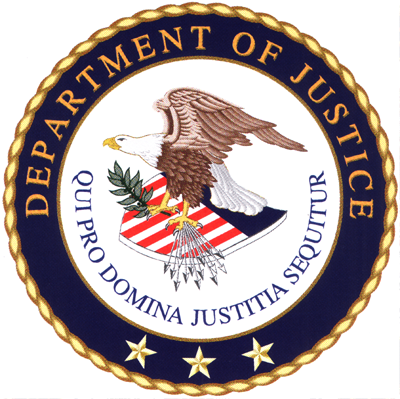 DEPARTMENT OF JUSTICE
QUI PRO DOMINA JUSTITIA SEQUITUR